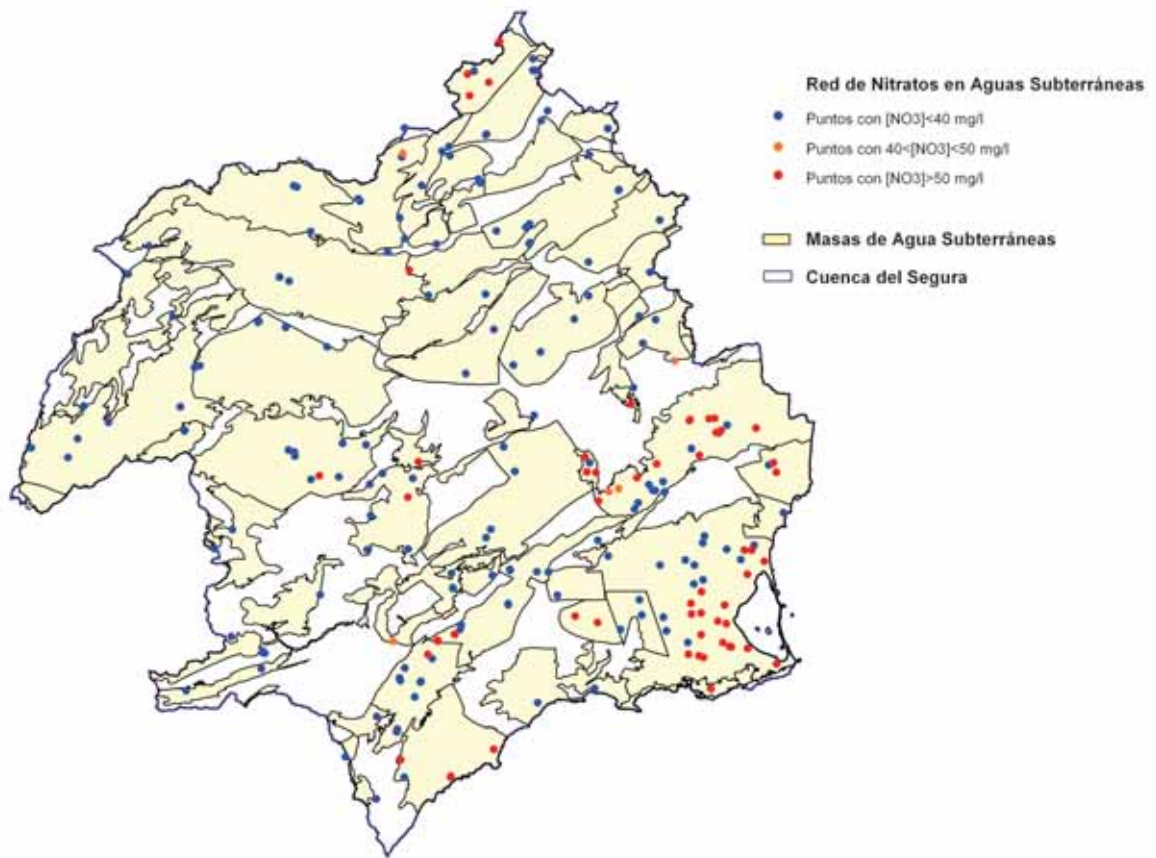 Red de Nitratos en Aguas Subterráneas
Puntos con [NO3]<40 mg/l
Puntos con 40<[NO3]<50 mg/l
Puntos con [NO3]>50 mg/l
Masas de Agua Subterráneas
Cuenca del Segura